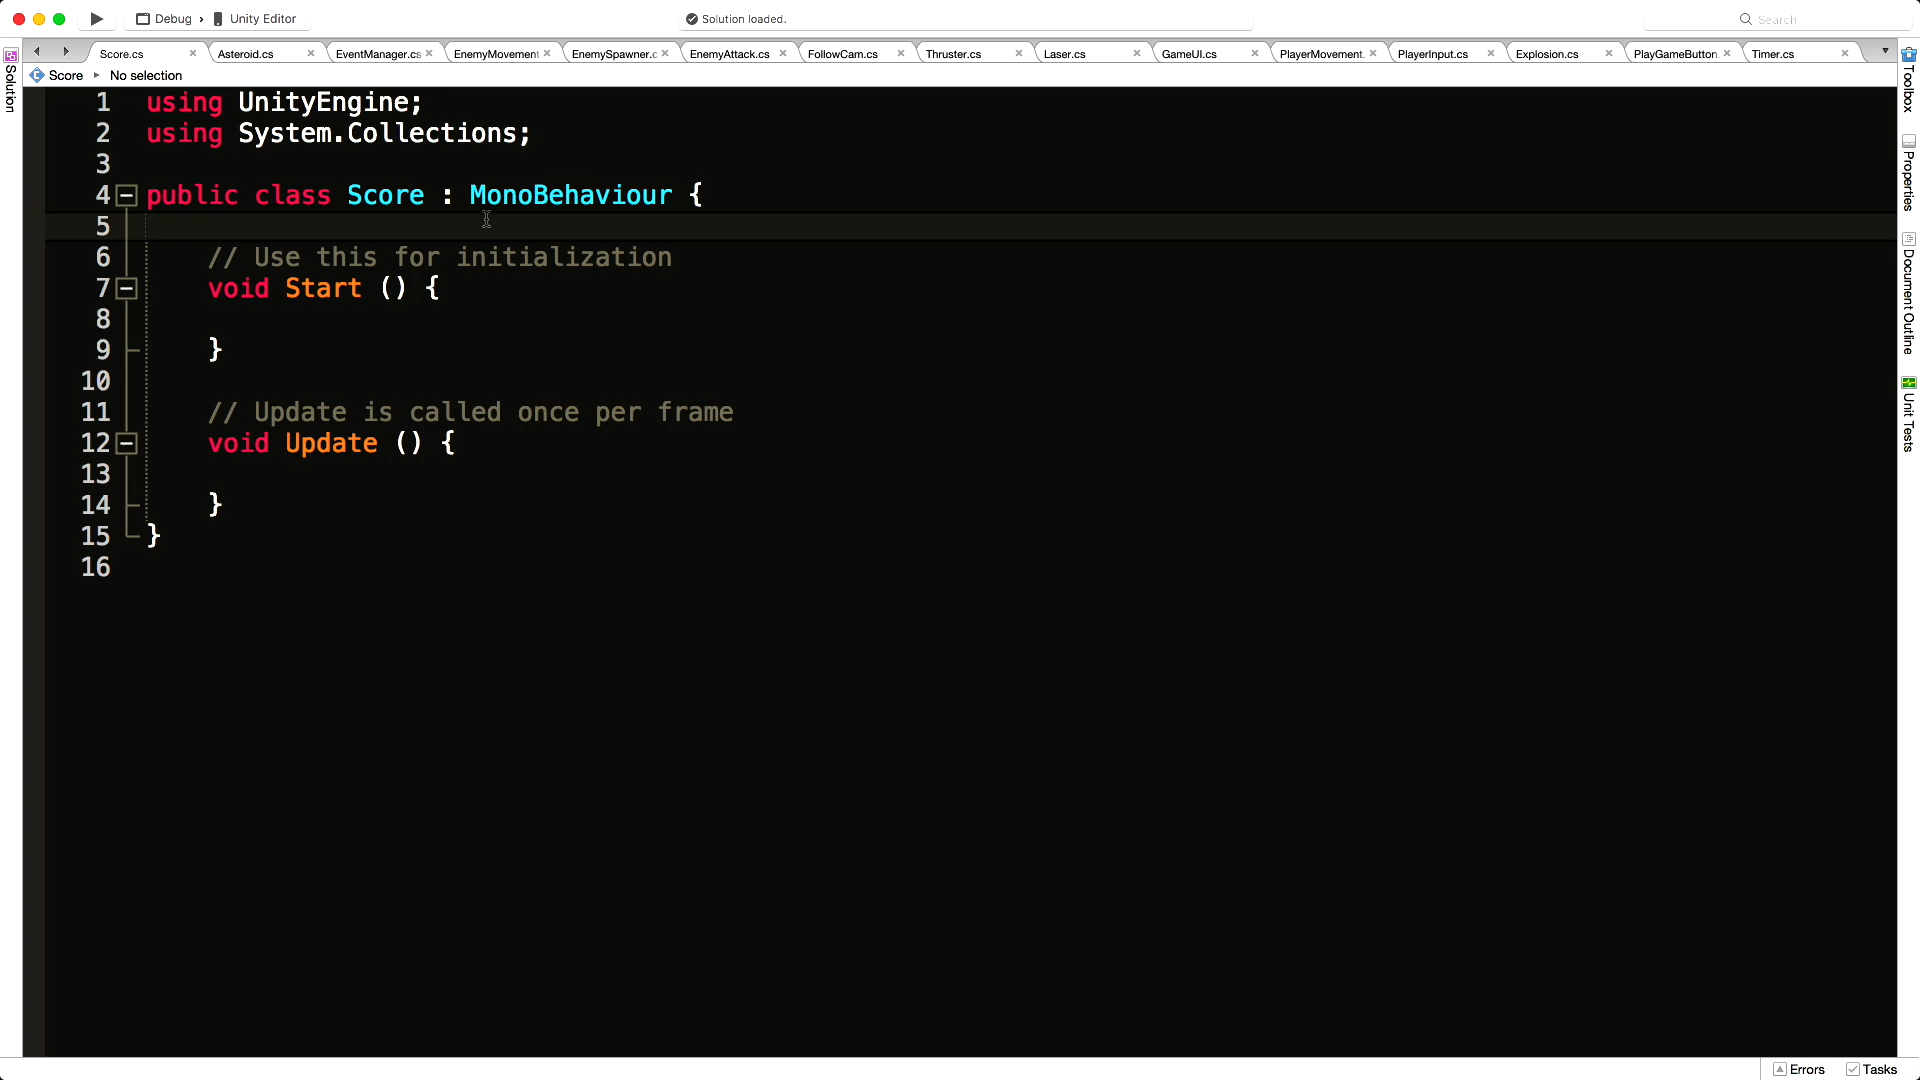 Debug › Unity Editor
Solution loaded.
Search
Score.cs
Asteroid.cs
EventManager.cs
EnemyMovement
EnemySpawner.c
EnemyAttack.cs
FollowCam.cs
Thruster.cs
Laser.cs
GameUI.cs
PlayerMovement.
PlayerInput.cs
Explosion.cs
PlayGameButton.
Timer.cs
Score ▸ No selection
Solution
Toolbox
Properties
Document Outline
Unit Tests
1 using UnityEngine;
2 using System.Collections;
3
4 public class Score : MonoBehaviour {
5
6 // Use this for initialization
7 void Start () {
8
9 }
10
11 // Update is called once per frame
12 void Update () {
13
14 }
15 }
16
Errors
Tasks